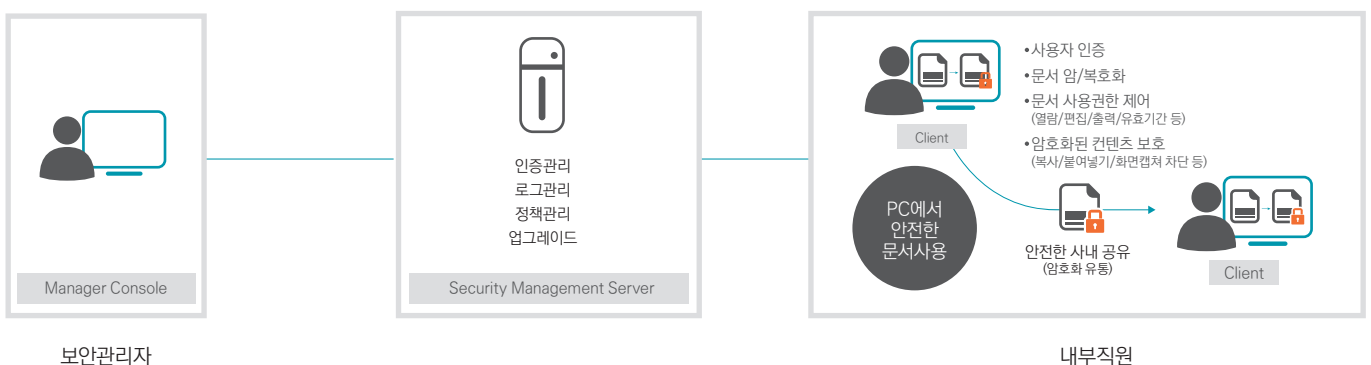 Manager Console
보안관리자
인증관리
로그관리
정책관리
업그레이드
Security Management Server
Client
•사용자 인증
•문서 암/복호화
•문서 사용권한 제어
(열람/편집/출력/유효기간 등)
•암호화된 컨텐츠 보호
(복사/붙여넣기/화면캡쳐 차단 등)
PC에서
안전한
문서사용
안전한 사내 공유
(암호화 유통)
Client
내부직원